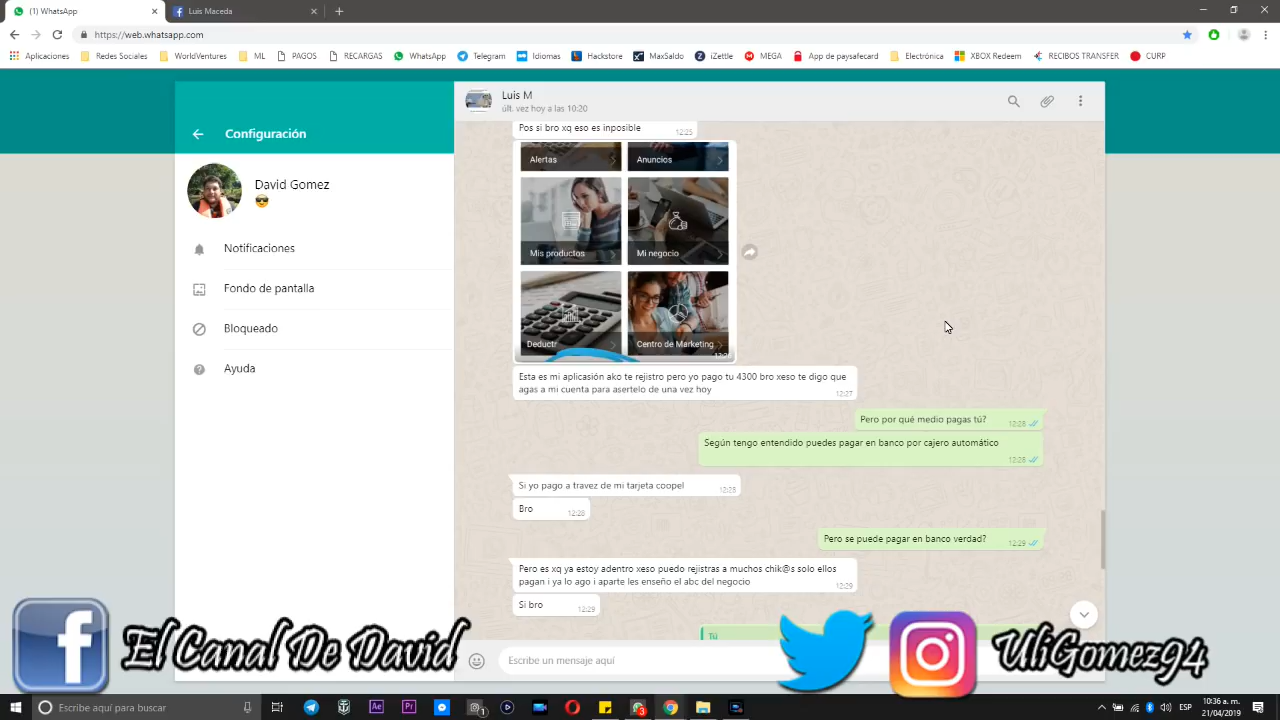 (1) WhatsApp
Luis Maceda
https://web.whatsapp.com
Aplicaciones
Redes Sociales
WorldVentures
ML
PAGOS
RECARGAS
WhatsApp
Telegram
Idiomas
Hackstore
MaxSaldo
iZettle
MEGA
App de paysafecard
Electrónica
XBOX Redeem
RECIBOS TRANSFER
CURP
Configuración
David Gomez
Notificaciones
Fondo de pantalla
Bloqueado
Ayuda
Luis M
últ. vez hoy a las 10:20
Pos si bro xq eso es inposible
12:25
Alertas
Anuncios
Mis productos
Mi negocio
Deductr
Centro de Marketing
Esta es mi aplicasión ako te rejistro pero yo pago tu 4300 bro xeso te digo que
agas a mi cuenta para asertelo de una vez hoy
12:27
Pero por qué medio pagas tú?
12:28
Según tengo entendido puedes pagar en banco por cajero automático
12:28
Si yo pago a travez de mi tarjeta coopel
12:28
Bro
12:28
Pero se puede pagar en banco verdad?
12:29
Pero es xq ya estoy adentro xeso puedo rejistras a muchos chik@s solo ellos
pagan i ya lo ago i aparte les enseño el abc del negocio
12:29
Si bro
12:29
Tú
Escribe un mensaje aquí
El Canal De David
UliGomez94
Escribe aquí para buscar
Ae
Pr
1
3
ESP
10:36 a. m.
21/04/2019